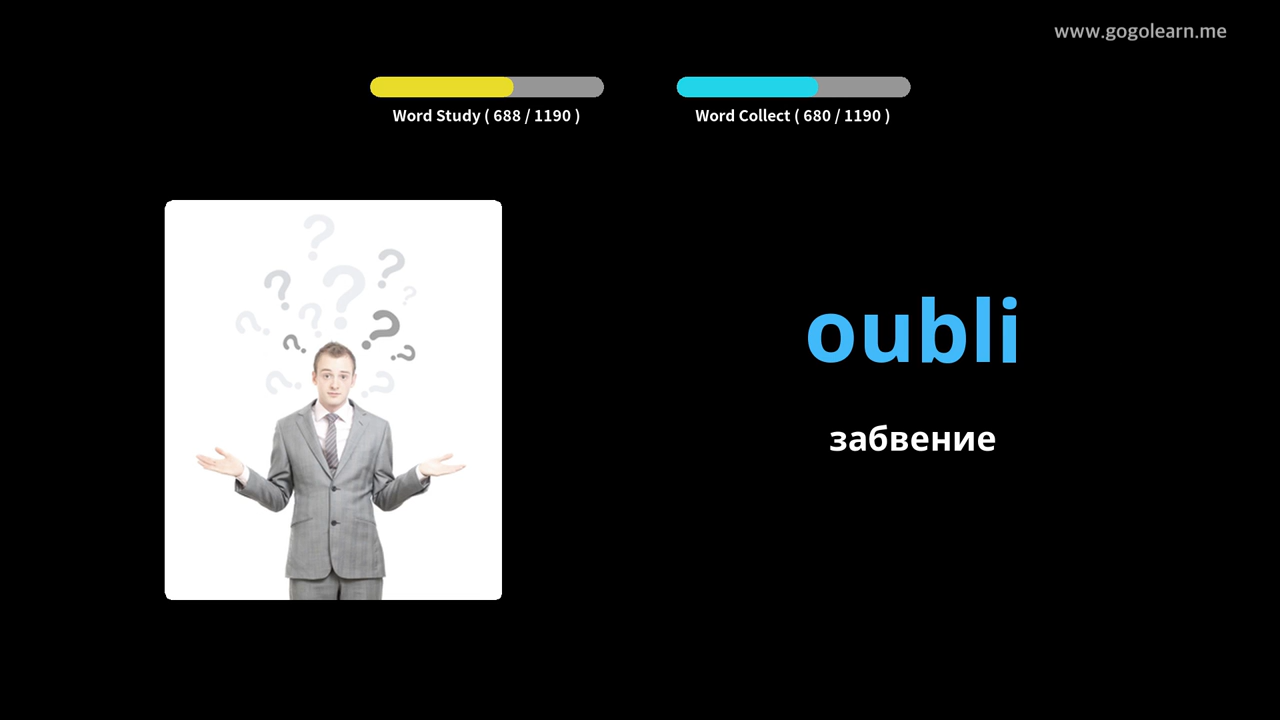 www.gogolearn.me
Word Study ( 688 / 1190 )
Word Collect ( 680 / 1190 )
oubli
забвение